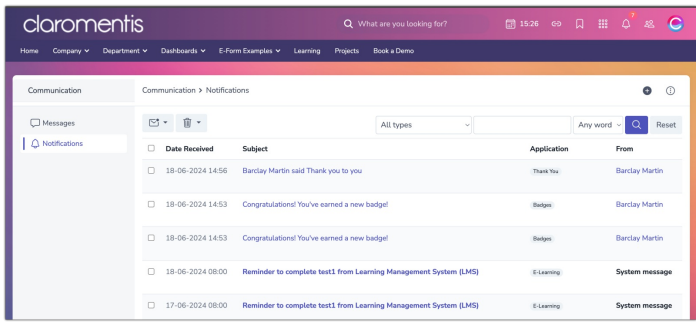 claromentis
What are you looking for?
15:26
7
Home Company Department Dashboards E-Form Examples Learning Projects Book a Demo
Communication
Communication > Notifications
Messages
Notifications
All types
Any word
Reset
Date Received Subject Application From
18-06-2024 14:56 Barclay Martin said Thank you to you Thank You Barclay Martin
18-06-2024 14:53 Congratulations! You've earned a new badge! Badges Barclay Martin
18-06-2024 14:53 Congratulations! You've earned a new badge! Badges Barclay Martin
18-06-2024 08:00 Reminder to complete test1 from Learning Management System (LMS) E-Learning System message
17-06-2024 08:00 Reminder to complete test1 from Learning Management System (LMS) E-Learning System message